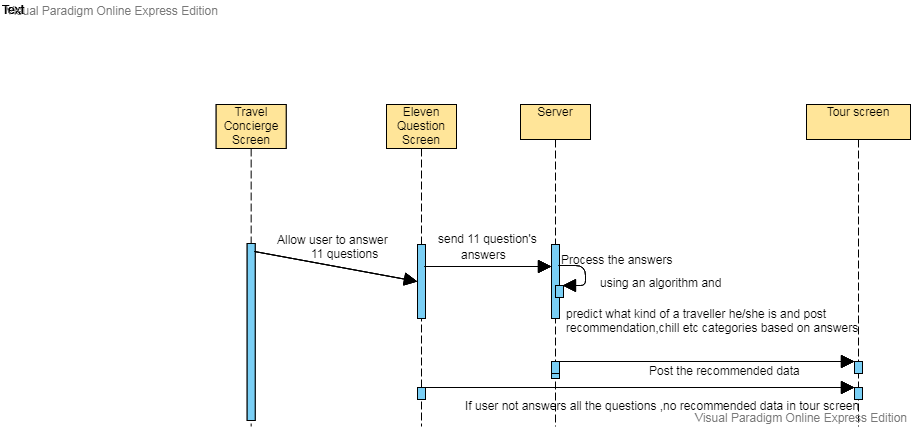 Text
Visual Paradigm Online Express Edition
Travel
Concierge
Screen
Eleven
Question
Screen
Server
Tour screen
Allow user to answer
11 questions
send 11 question's
answers
Process the answers
using an algorithm and
predict what kind of a traveller he/she is and post
recommendation,chill etc categories based on answers
Post the recommended data
If user not answers all the questions ,no recommended data in tour screen
Visual Paradigm Online Express Edition